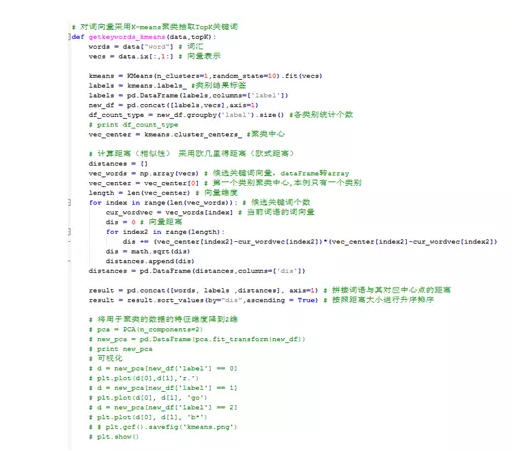 # 对词向量采用K-means聚类抽取TopK关键词
def getkeywords_kmeans(data,topK):
words = data["word"] # 词汇
vecs = data.ix[:,1:] # 向量表示
kmeans = KMeans(n_clusters=1,random_state=10).fit(vecs)
labels = kmeans.labels_ #类别结果标签
labels = pd.DataFrame(labels,columns=['label'])
new_df = pd.concat([labels,vecs],axis=1)
df_count_type = new_df.groupby('label').size() #各类别统计个数
# print df_count_type
vec_center = kmeans.cluster_centers_ #聚类中心
# 计算距离（相似性） 采用欧几里得距离（欧式距离）
distances = []
vec_words = np.array(vecs) # 候选关键词向量，dataFrame转array
vec_center = vec_center[0] # 第一个类别聚类中心,本例只有一个类别
length = len(vec_center) # 向量维度
for index in range(len(vec_words)): # 候选关键词个数
cur_wordvec = vec_words[index] # 当前词语的词向量
dis = 0 # 向量距离
for index2 in range(length):
dis += (vec_center[index2]-cur_wordvec[index2])*(vec_center[index2]-cur_wordvec[index2])
dis = math.sqrt(dis)
distances.append(dis)
distances = pd.DataFrame(distances,columns=['dis'])
result = pd.concat([words, labels ,distances], axis=1) # 拼接词语与其对应中心点的距离
result = result.sort_values(by="dis",ascending = True) # 按照距离大小进行升序排序
# 将用于聚类的数据的特征维度降到2维
# pca = PCA(n_components=2)
# new_pca = pd.DataFrame(pca.fit_transform(new_df))
# print new_pca
# 可视化
# d = new_pca[new_df['label'] == 0]
# plt.plot(d[0],d[1],'r.')
# d = new_pca[new_df['label'] == 1]
# plt.plot(d[0], d[1], 'go')
# d = new_pca[new_df['label'] == 2]
# plt.plot(d[0], d[1], 'b*')
# # plt.gcf().savefig('kmeans.png')
# plt.show()